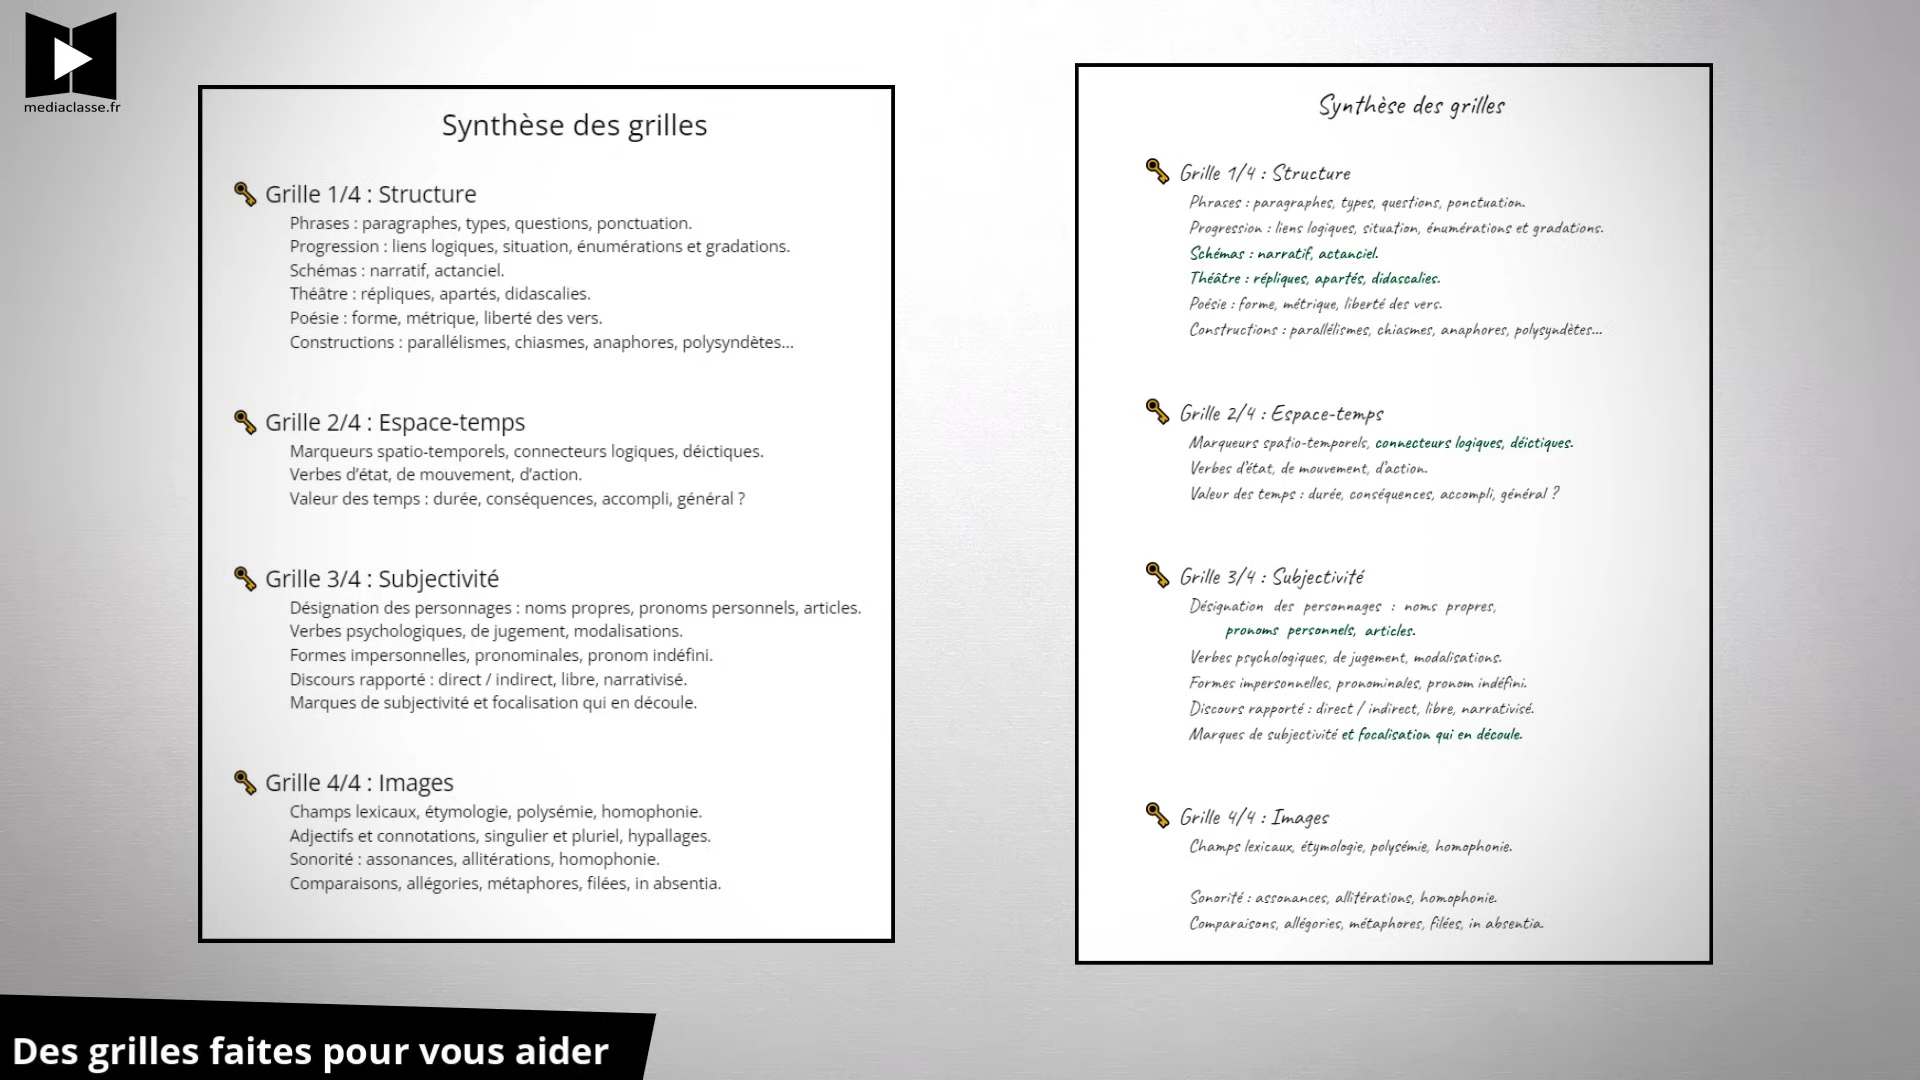 mediaclasse.fr
Synthèse des grilles
Grille 1/4 : Structure
Phrases : paragraphes, types, questions, ponctuation.
Progression : liens logiques, situation, énumérations et gradations.
Schémas : narratif, actanciel.
Théâtre : répliques, apartés, didascalies.
Poésie : forme, métrique, liberté des vers.
Constructions : parallélismes, chiasmes, anaphores, polysyndètes...
Grille 2/4 : Espace-temps
Marqueurs spatio-temporels, connecteurs logiques, déictiques.
Verbes d’état, de mouvement, d’action.
Valeur des temps : durée, conséquences, accompli, général ?
Grille 3/4 : Subjectivité
Désignation des personnages : noms propres, pronoms personnels, articles.
Verbes psychologiques, de jugement, modalisations.
Formes impersonnelles, pronominales, pronom indéfini.
Discours rapporté : direct / indirect, libre, narrativisé.
Marques de subjectivité et focalisation qui en découle.
Grille 4/4 : Images
Champs lexicaux, étymologie, polysémie, homophonie.
Adjectifs et connotations, singulier et pluriel, hypallages.
Sonorité : assonances, allitérations, homophonie.
Comparaisons, allégories, métaphores, filées, in absentia.
Synthèse des grilles
Grille 1/4 : Structure
Phrases : paragraphes, types, questions, ponctuation.
Progression : liens logiques, situation, énumérations et gradations.
Schémas : narratif, actanciel.
Théâtre : répliques, apartés, didascalies.
Poésie : forme, métrique, liberté des vers.
Constructions : parallélismes, chiasmes, anaphores, polysyndètes...
Grille 2/4 : Espace-temps
Marqueurs spatio-temporels, connecteurs logiques, déictiques.
Verbes d’état, de mouvement, d’action.
Valeur des temps : durée, conséquences, accompli, général ?
Grille 3/4 : Subjectivité
Désignation des personnages : noms propres,
pronoms personnels, articles.
Verbes psychologiques, de jugement, modalisations.
Formes impersonnelles, pronominales, pronom indéfini.
Discours rapporté : direct / indirect, libre, narrativisé.
Marques de subjectivité et focalisation qui en découle.
Grille 4/4 : Images
Champs lexicaux, étymologie, polysémie, homophonie.
Sonorité : assonances, allitérations, homophonie.
Comparaisons, allégories, métaphores, filées, in absentia.
Des grilles faites pour vous aider